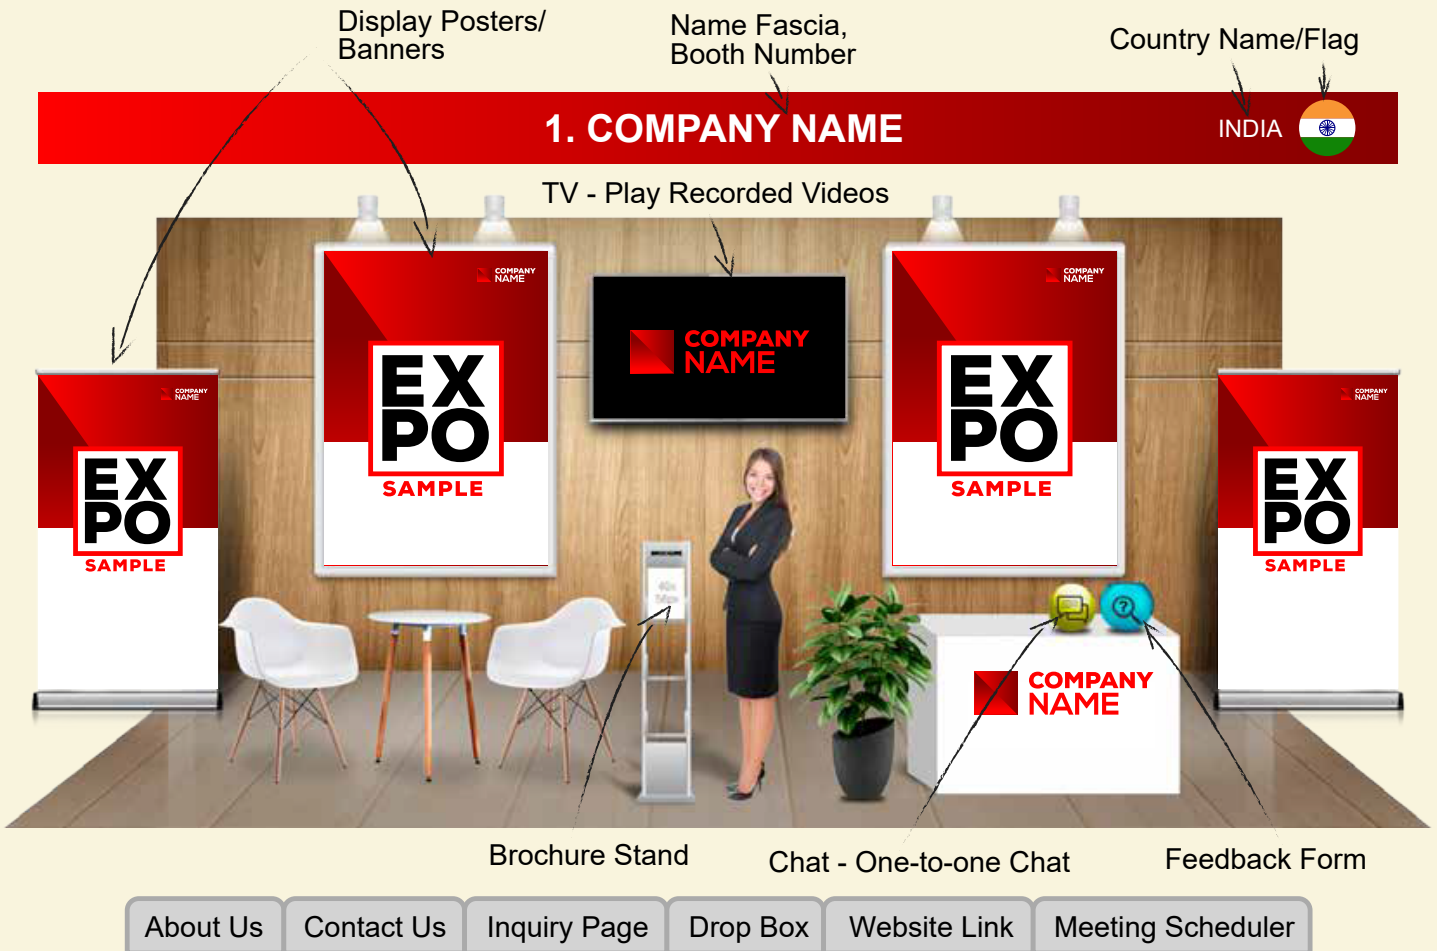 Display Posters/
Banners
Name Fascia,
Booth Number
Country Name/Flag
1. COMPANY NAME
INDIA
TV - Play Recorded Videos
COMPANY
NAME
EX
PO
SAMPLE
COMPANY
NAME
COMPANY
NAME
EX
PO
SAMPLE
COMPANY
NAME
EX
PO
SAMPLE
COMPANY
NAME
EX
PO
SAMPLE
BROCHURE
COMPANY
NAME
Brochure Stand
Chat - One-to-one Chat
Feedback Form
About Us
Contact Us
Inquiry Page
Drop Box
Website Link
Meeting Scheduler